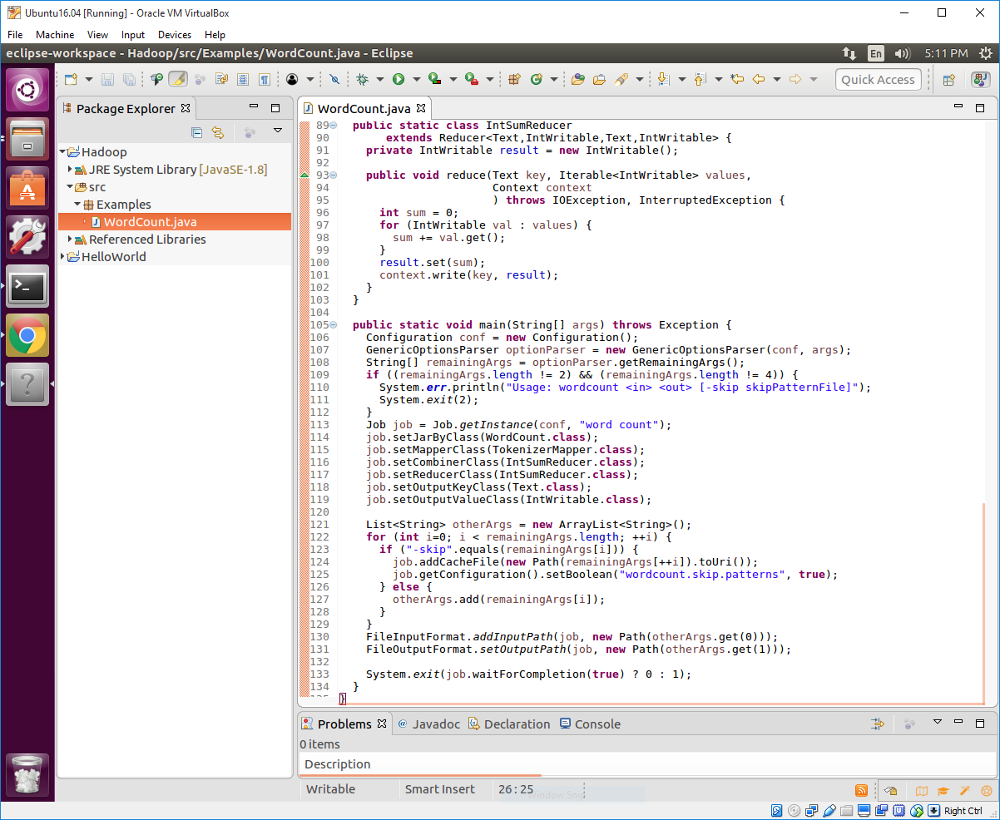 Ubuntu16.04 [Running] - Oracle VM VirtualBox
File Machine View Input Devices Help
eclipse-workspace - Hadoop/src/Examples/WordCount.java - Eclipse En 5:11 PM
Quick Access
Package Explorer
Hadoop
JRE System Library [JavaSE-1.8]
src
Examples
WordCount.java
Referenced Libraries
HelloWorld
WordCount.java
89 public static class IntSumReducer
90 extends Reducer<Text,IntWritable,Text,IntWritable> {
91 private IntWritable result = new IntWritable();
92
93 public void reduce(Text key, Iterable<IntWritable> values,
94 Context context
95 ) throws IOException, InterruptedException {
96 int sum = 0;
97 for (IntWritable val : values) {
98 sum += val.get();
99 }
100 result.set(sum);
101 context.write(key, result);
102 }
103 }
104
105 public static void main(String[] args) throws Exception {
106 Configuration conf = new Configuration();
107 GenericOptionsParser optionParser = new GenericOptionsParser(conf, args);
108 String[] remainingArgs = optionParser.getRemainingArgs();
109 if ((remainingArgs.length != 2) && (remainingArgs.length != 4)) {
110 System.err.println("Usage: wordcount <in> <out> [-skip skipPatternFile]");
111 System.exit(2);
112 }
113 Job job = Job.getInstance(conf, "word count");
114 job.setJarByClass(WordCount.class);
115 job.setMapperClass(TokenizerMapper.class);
116 job.setCombinerClass(IntSumReducer.class);
117 job.setReducerClass(IntSumReducer.class);
118 job.setOutputKeyClass(Text.class);
119 job.setOutputValueClass(IntWritable.class);
120
121 List<String> otherArgs = new ArrayList<String>();
122 for (int i=0; i < remainingArgs.length; ++i) {
123 if ("-skip".equals(remainingArgs[i])) {
124 job.addCacheFile(new Path(remainingArgs[++i]).toUri());
125 job.getConfiguration().setBoolean("wordcount.skip.patterns", true);
126 } else {
127 otherArgs.add(remainingArgs[i]);
128 }
129 }
130 FileInputFormat.addInputPath(job, new Path(otherArgs.get(0)));
131 FileOutputFormat.setOutputPath(job, new Path(otherArgs.get(1)));
132
133 System.exit(job.waitForCompletion(true) ? 0 : 1);
134 }
135 }
Problems @ Javadoc Declaration Console
0 items
Description
Writable Smart Insert 26 : 25
Window Snip
Right Ctrl